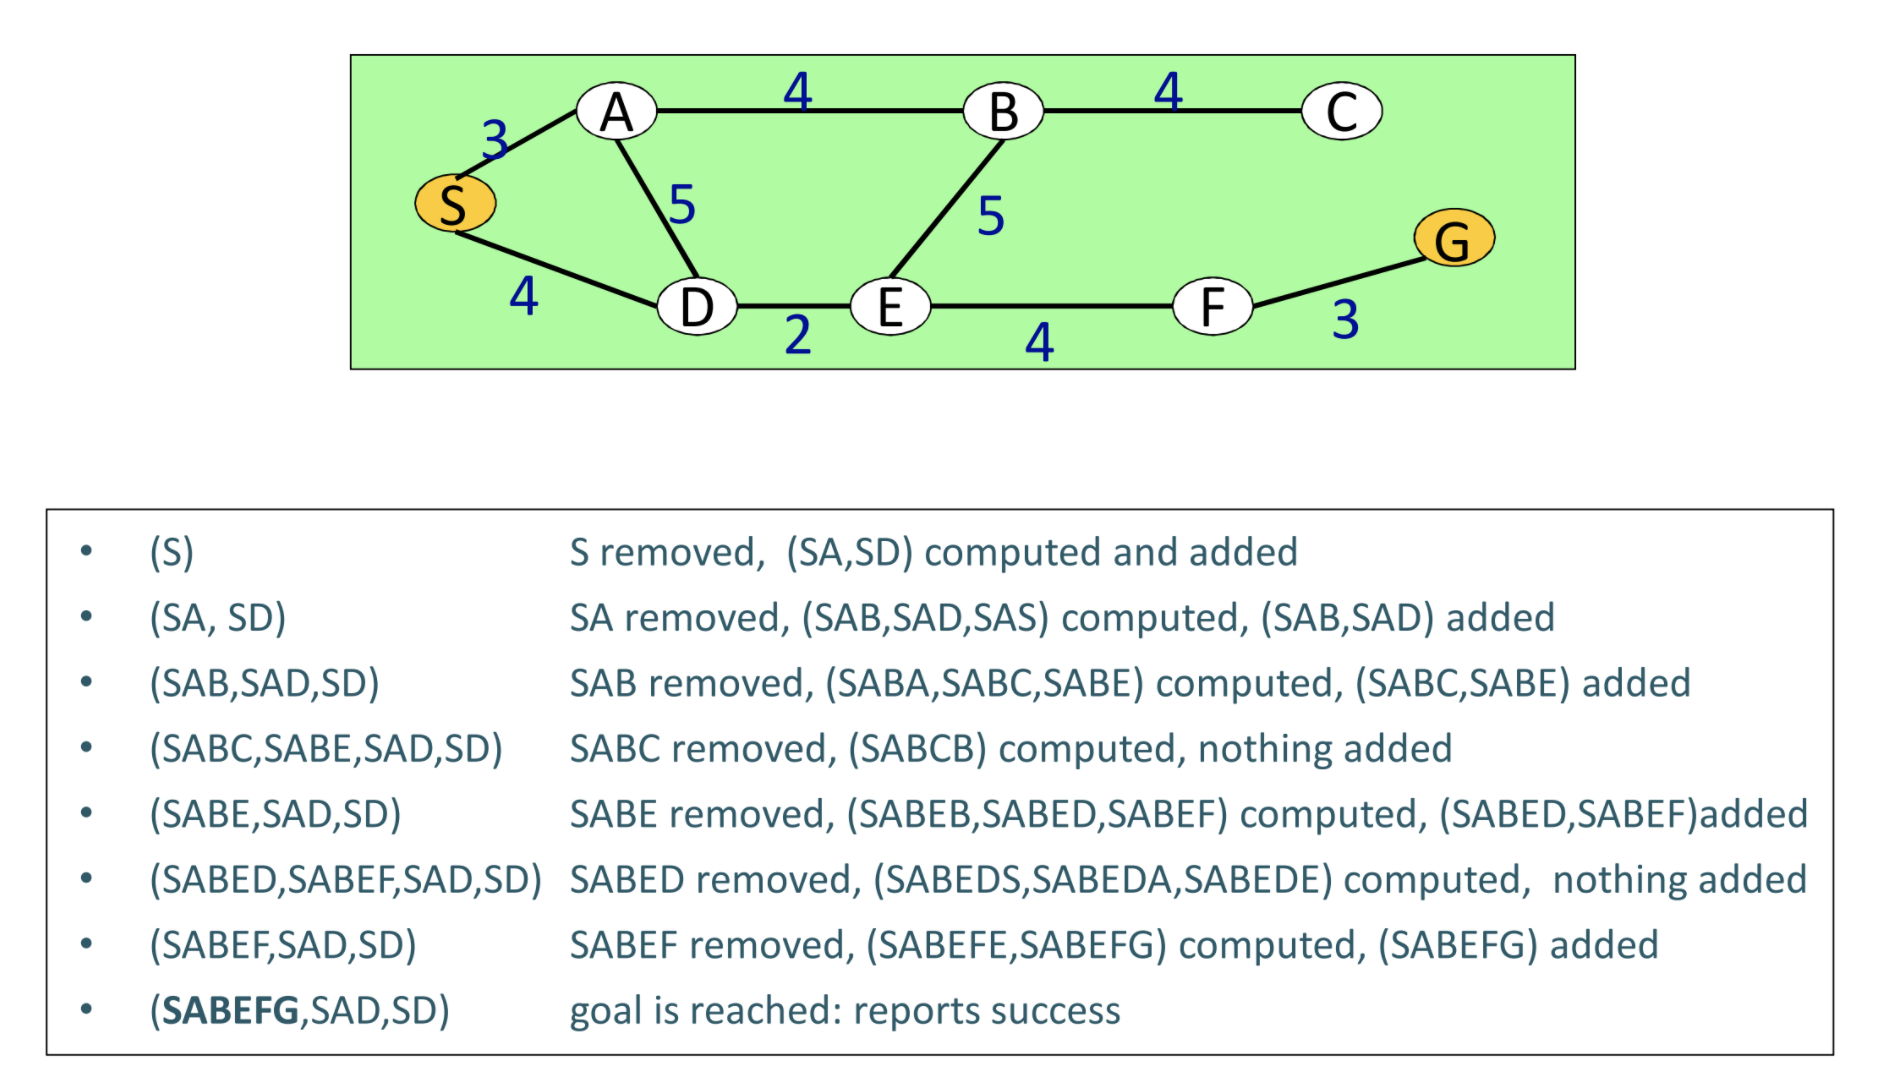 4 4
A B C
3
S 5 5 G
4 D E F 3
2 4
• (S) S removed, (SA,SD) computed and added
• (SA, SD) SA removed, (SAB,SAD,SAS) computed, (SAB,SAD) added
• (SAB,SAD,SD) SAB removed, (SABA,SABC,SABE) computed, (SABC,SABE) added
• (SABC,SABE,SAD,SD) SABC removed, (SABCB) computed, nothing added
• (SABE,SAD,SD) SABE removed, (SABEB,SABED,SABEF) computed, (SABED,SABEF)added
• (SABED,SABEF,SAD,SD) SABED removed, (SABEDS,SABEDA,SABEDE) computed, nothing added
• (SABEF,SAD,SD) SABEF removed, (SABEFE,SABEFG) computed, (SABEFG) added
• (SABEFG,SAD,SD) goal is reached: reports success